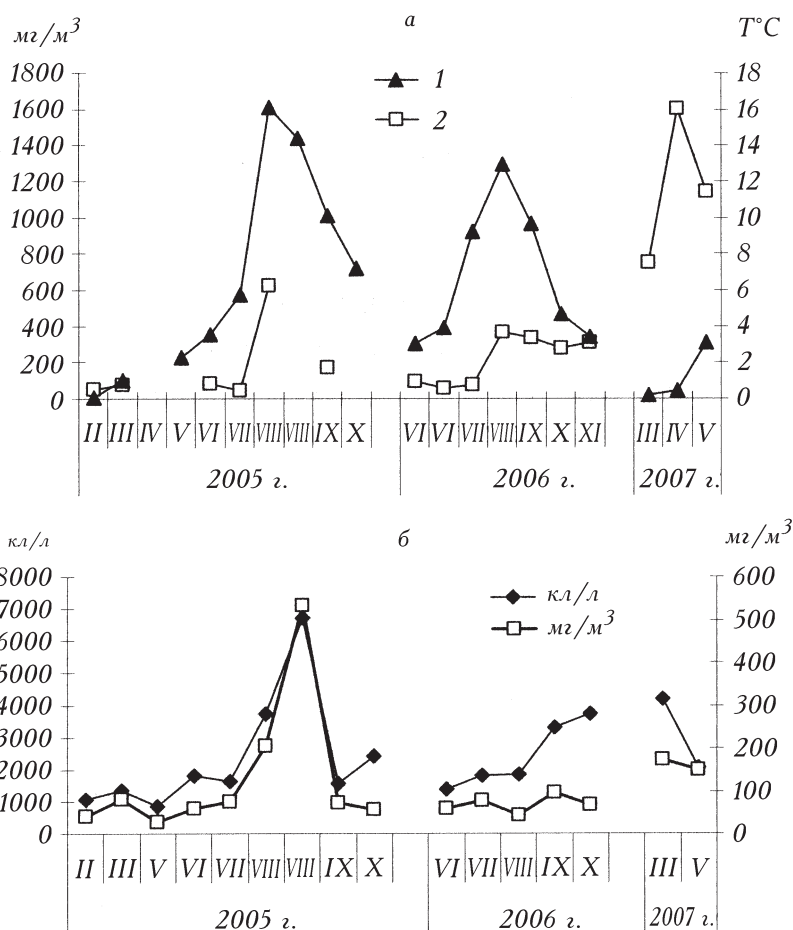 а
мг/м³ T°C
1800 18
1600 16
1400 14
1200 12
1000 10
800 8
600 6
400 4
200 2
0 0
1
2
II III IV V VI VII VIII VIII IX X VI VI VII VIII IX X XI III IV V
2005 г. 2006 г. 2007 г.
кл/л б мг/м³
8000 600
7000 500
6000 400
5000 300
4000 200
3000 100
2000 0
1000
0
кл/л
мг/м³
II III V VI VII VIII VIII IX X VI VII VIII IX X III V
2005 г. 2006 г. 2007 г.